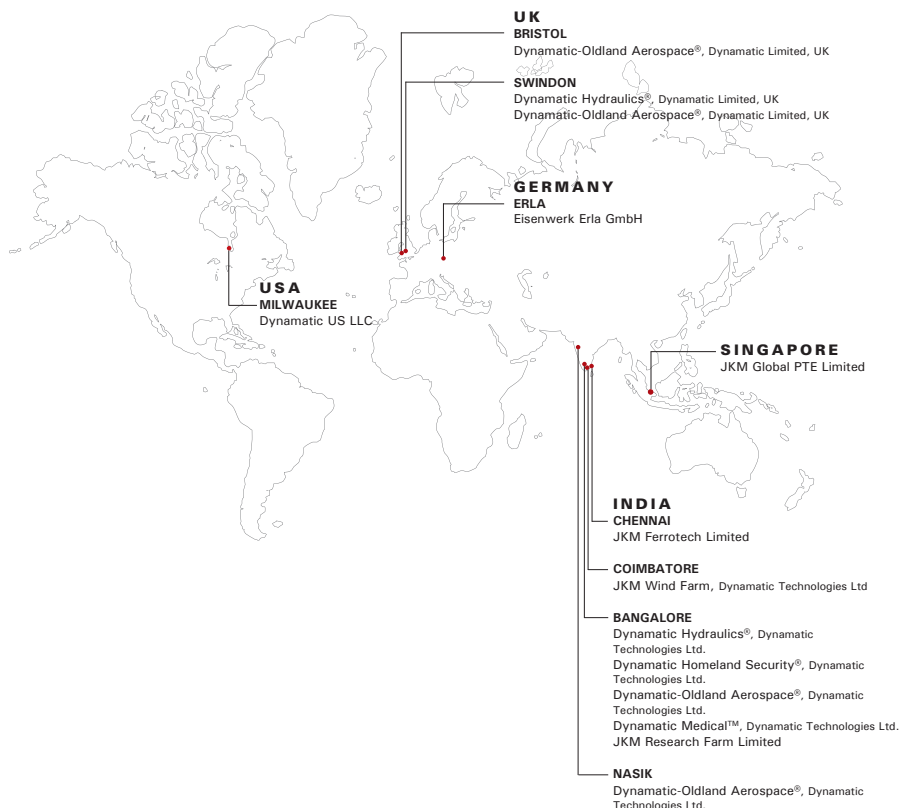 UK
BRISTOL
Dynamatic-Oldland Aerospace®, Dynamatic Limited, UK
SWINDON
Dynamatic Hydraulics®, Dynamatic Limited, UK
Dynamatic-Oldland Aerospace®, Dynamatic Limited, UK
GERMANY
ERLA
Eisenwerk Erla GmbH
USA
MILWAUKEE
Dynamatic US LLC
SINGAPORE
JKM Global PTE Limited
INDIA
CHENNAI
JKM Ferrotech Limited
COIMBATORE
JKM Wind Farm, Dynamatic Technologies Ltd
BANGALORE
Dynamatic Hydraulics®, Dynamatic
Technologies Ltd.
Dynamatic Homeland Security®, Dynamatic
Technologies Ltd.
Dynamatic-Oldland Aerospace®, Dynamatic
Technologies Ltd.
Dynamatic Medical™, Dynamatic Technologies Ltd.
JKM Research Farm Limited
NASIK
Dynamatic-Oldland Aerospace®, Dynamatic
Technologies Ltd.